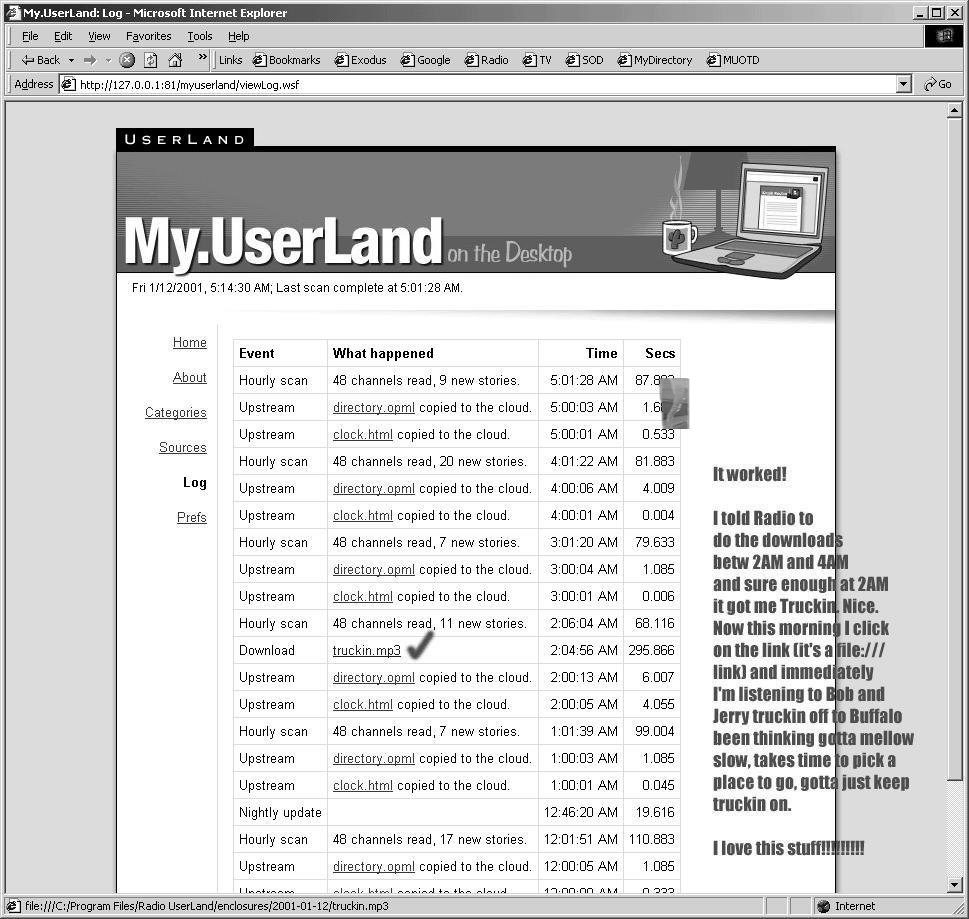 My.UserLand: Log - Microsoft Internet Explorer
File Edit View Favorites Tools Help
Back » Links Bookmarks Exodus Google Radio TV SOD MyDirectory MUOTD
Address http://127.0.0.1:81/myuserland/viewLog.wsf Go
USERLAND
My.UserLand on the Desktop
Fri 1/12/2001, 5:14:30 AM; Last scan complete at 5:01:28 AM.
Home
About
Categories
Sources
Log
Prefs
Event What happened Time Secs
Hourly scan 48 channels read, 9 new stories. 5:01:28 AM
Upstream directory.opml copied to the cloud. 5:00:03 AM
Upstream clock.html copied to the cloud. 5:00:01 AM 0.533
Hourly scan 48 channels read, 20 new stories. 4:01:22 AM 81.883
Upstream directory.opml copied to the cloud. 4:00:06 AM 4.009
Upstream clock.html copied to the cloud. 4:00:01 AM 0.004
Hourly scan 48 channels read, 7 new stories. 3:01:20 AM 79.633
Upstream directory.opml copied to the cloud. 3:00:04 AM 1.085
Upstream clock.html copied to the cloud. 3:00:01 AM 0.006
Hourly scan 48 channels read, 11 new stories. 2:06:04 AM 68.116
Download truckin.mp3 2:04:56 AM 295.866
Upstream directory.opml copied to the cloud. 2:00:13 AM 6.007
Upstream clock.html copied to the cloud. 2:00:05 AM 4.055
Hourly scan 48 channels read, 7 new stories. 1:01:39 AM 99.004
Upstream directory.opml copied to the cloud. 1:00:03 AM 1.085
Upstream clock.html copied to the cloud. 1:00:01 AM 0.045
Nightly update 12:46:20 AM 19.616
Hourly scan 48 channels read, 17 new stories. 12:01:51 AM 110.883
Upstream directory.opml copied to the cloud. 12:00:05 AM 1.085
Upstream clock.html copied to the cloud. 12:00:00 AM 0.333
It worked!
I told Radio to
do the downloads
betw 2AM and 4AM
and sure enough at 2AM
it got me Truckin. Nice.
Now this morning I click
on the link (it's a file:///
link) and immediately
I'm listening to Bob and
Jerry truckin off to Buffalo
been thinking gotta mellow
slow, takes time to pick a
place to go, gotta just keep
truckin on.
I love this stuff!!!!!!!!!
file:///C:/Program Files/Radio UserLand/enclosures/2001-01-12/truckin.mp3 Internet